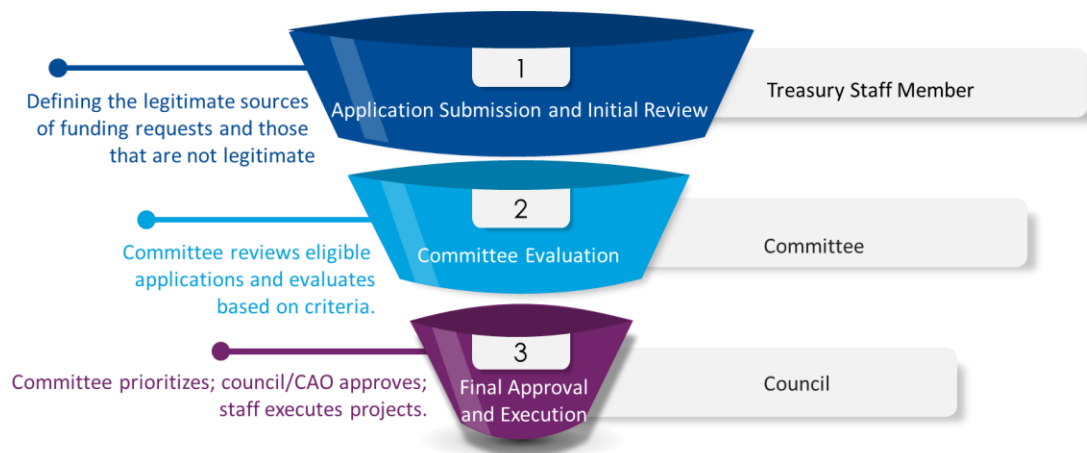 1
Application Submission and Initial Review
Treasury Staff Member
Defining the legitimate sources
of funding requests and those
that are not legitimate
2
Committee Evaluation
Committee
Committee reviews eligible
applications and evaluates
based on criteria.
3
Final Approval
and Execution
Council
Committee prioritizes; council/CAO approves;
staff executes projects.